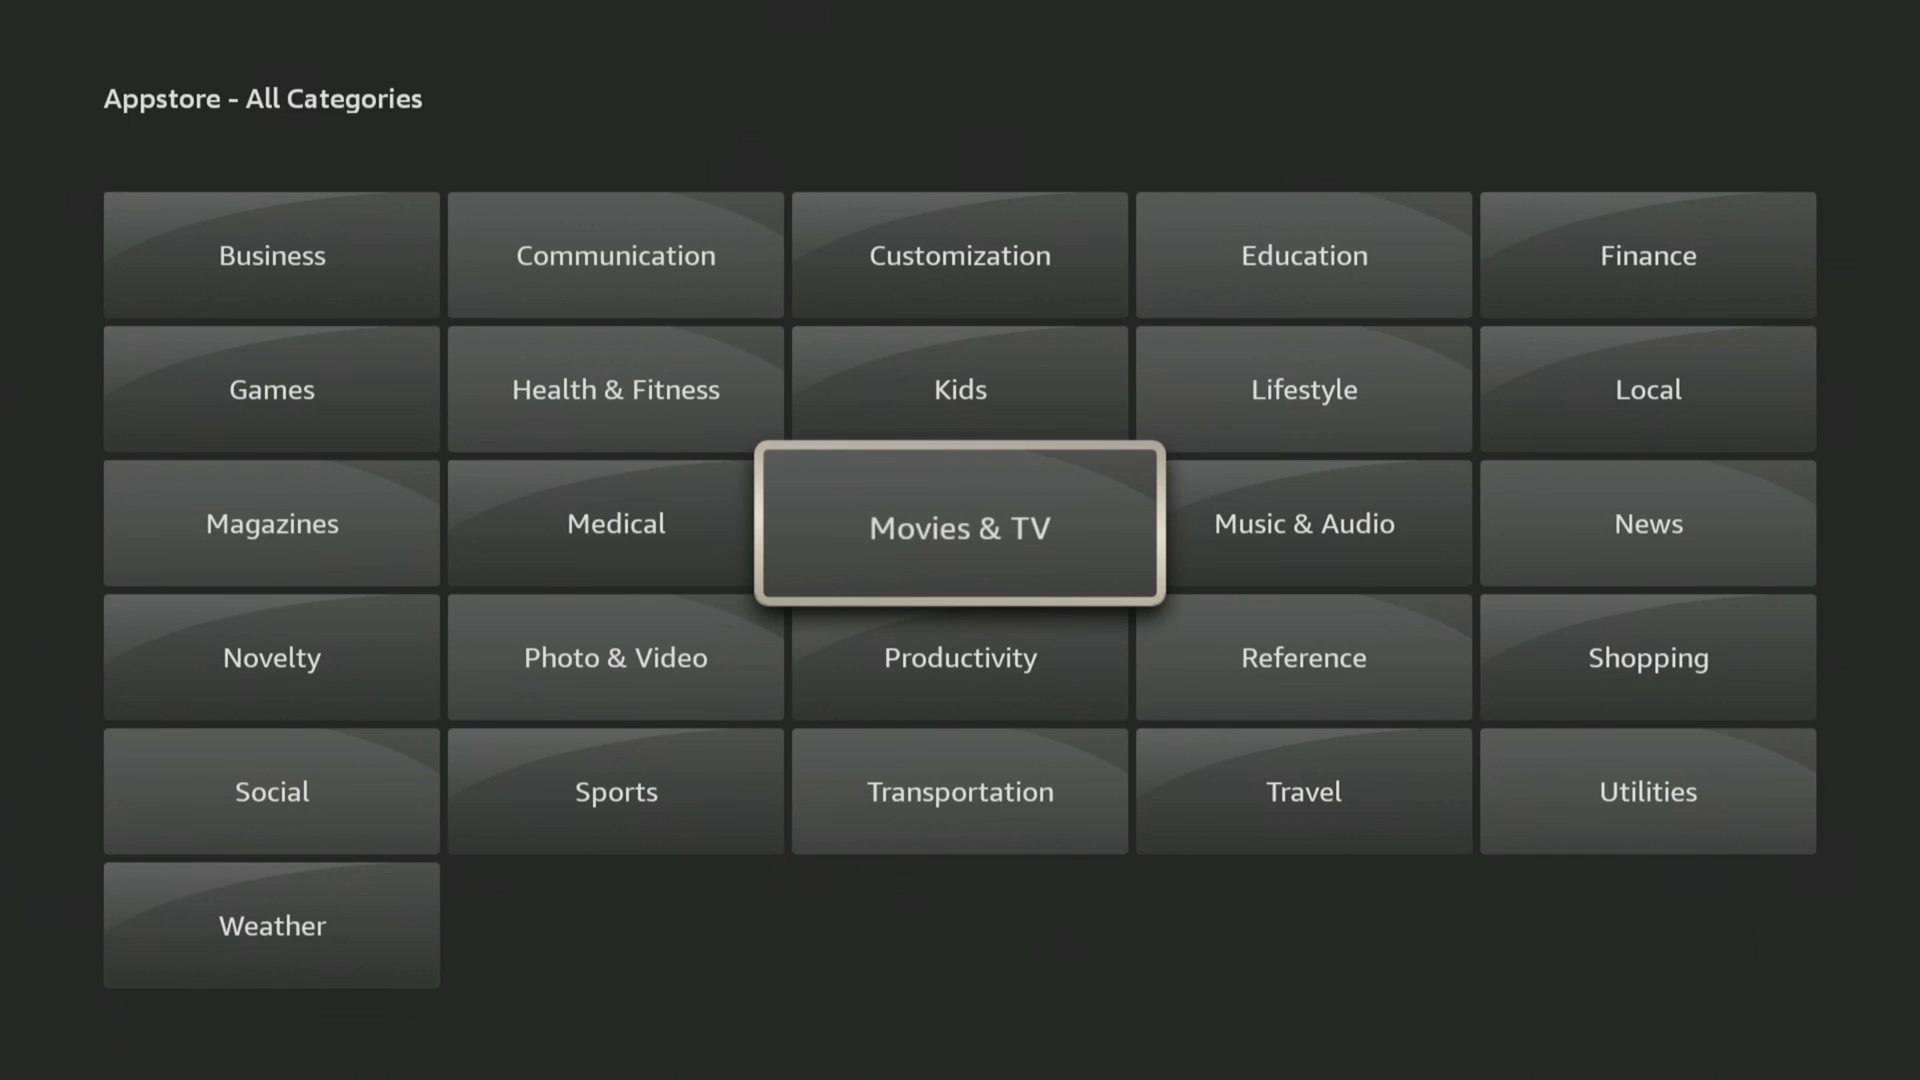 Appstore - All Categories
Business
Communication
Customization
Education
Finance
Games
Health & Fitness
Kids
Lifestyle
Local
Magazines
Medical
Movies & TV
Music & Audio
News
Novelty
Photo & Video
Productivity
Reference
Shopping
Social
Sports
Transportation
Travel
Utilities
Weather